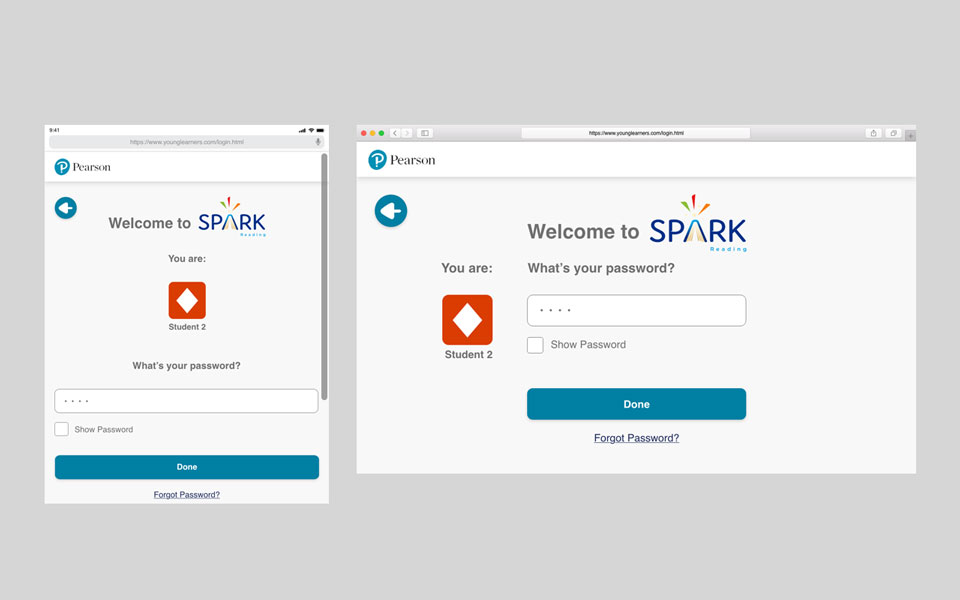 9:41
https://www.younglearners.com/login.html
Pearson
Welcome to SPARK
Reading
You are:
Student 2
What's your password?
Show Password
Done
Forgot Password?
https://www.younglearners.com/login.html
Pearson
Welcome to SPARK
Reading
You are:
What's your password?
Student 2
Show Password
Done
Forgot Password?